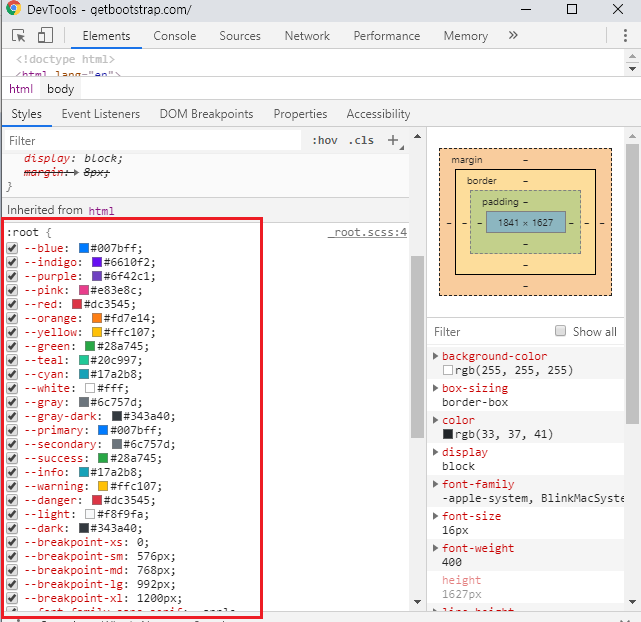 DevTools - getbootstrap.com/
Elements Console Sources Network Performance Memory »
<!doctype html>
<html lang="en">
html body
Styles Event Listeners DOM Breakpoints Properties Accessibility
Filter :hov .cls +
display: block;
margin: 8px;
}
Inherited from html
:root { _root.scss:4
--blue: #007bff;
--indigo: #6610f2;
--purple: #6f42c1;
--pink: #e83e8c;
--red: #dc3545;
--orange: #fd7e14;
--yellow: #ffc107;
--green: #28a745;
--teal: #20c997;
--cyan: #17a2b8;
--white: #fff;
--gray: #6c757d;
--gray-dark: #343a40;
--primary: #007bff;
--secondary: #6c757d;
--success: #28a745;
--info: #17a2b8;
--warning: #ffc107;
--danger: #dc3545;
--light: #f8f9fa;
--dark: #343a40;
--breakpoint-xs: 0;
--breakpoint-sm: 576px;
--breakpoint-md: 768px;
--breakpoint-lg: 992px;
--breakpoint-xl: 1200px;
--font-family-sans-serif: -apple
margin -
border -
padding -
- - - 1841 × 1627 - - -
-
-
-
Filter Show all
background-color
rgb(255, 255, 255)
box-sizing
border-box
color
rgb(33, 37, 41)
display
block
font-family
-apple-system, BlinkMacSyste
font-size
16px
font-weight
400
height
1627px
line-height